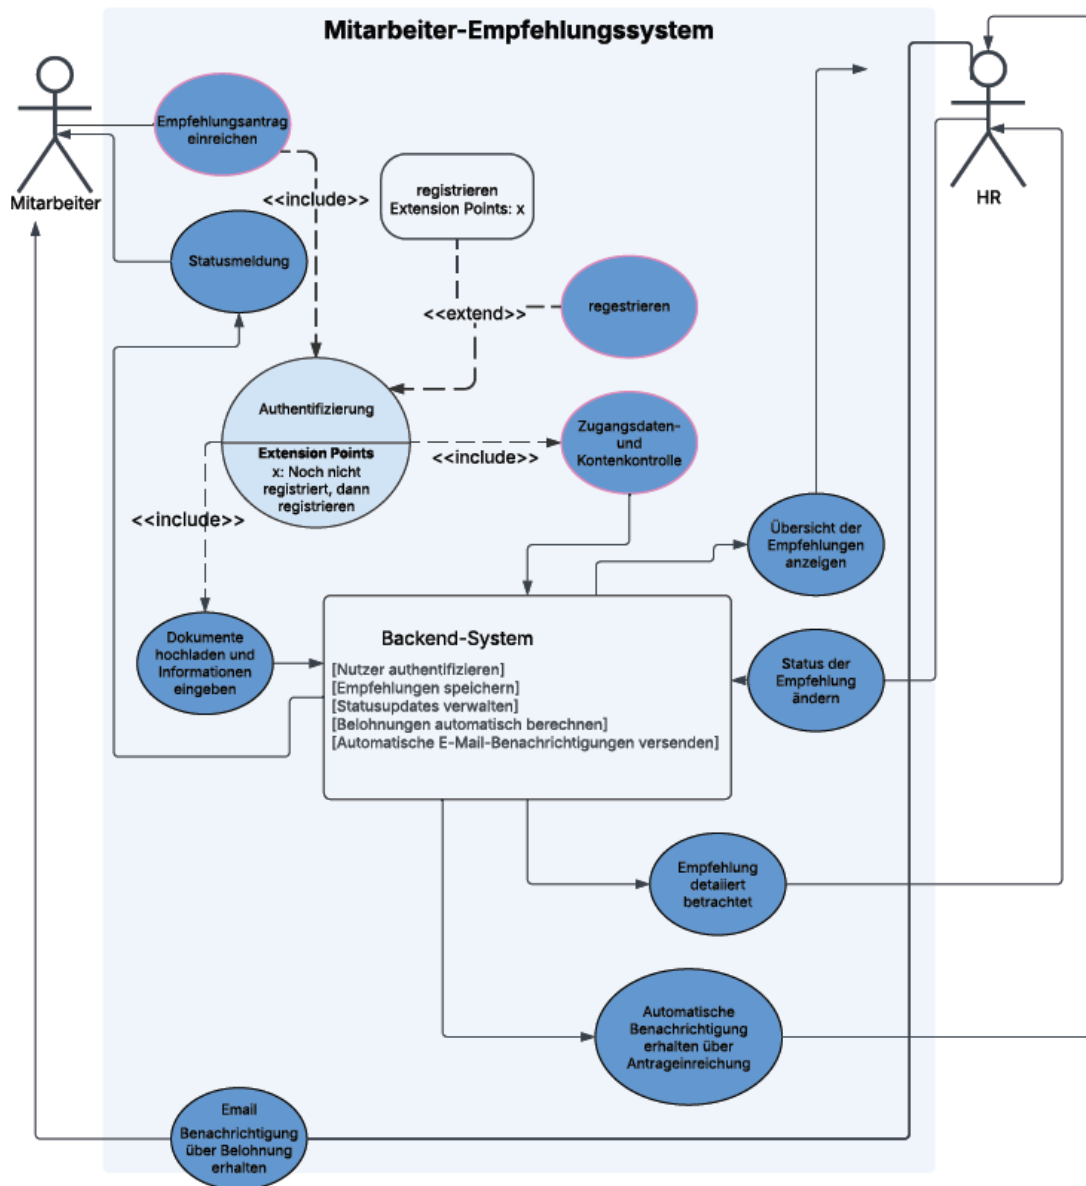 Mitarbeiter-Empfehlungssystem
Empfehlungsantrag
einreichen
Mitarbeiter
HR
<<include>>
registrieren
Extension Points: x
Statusmeldung
<<extend>>
regestrieren
Authentifizierung
Extension Points
x: Noch nicht
registriert, dann
registrieren
<<include>>
Zugangsdaten-
und
Kontenkontrolle
<<include>>
Übersicht der
Empfehlungen
anzeigen
Dokumente
hochladen und
Informationen
eingeben
Backend-System
[Nutzer authentifizieren]
[Empfehlungen speichern]
[Statusupdates verwalten]
[Belohnungen automatisch berechnen]
[Automatische E-Mail-Benachrichtigungen versenden]
Status der
Empfehlung
ändern
Empfehlung
detaiiert
betrachtet
Automatische
Benachrichtigung
erhalten über
Antrageinreichung
Email
Benachrichtigung
über Belohnung
erhalten